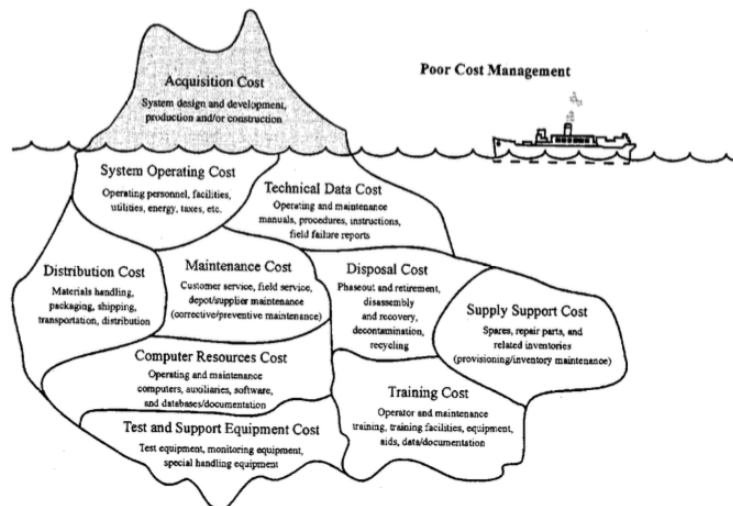 Poor Cost Management
Acquisition Cost
System design and development,
production and/or construction
System Operating Cost
Operating personnel, facilities,
utilities, energy, taxes, etc.
Technical Data Cost
Operating and maintenance
manuals, procedures, instructions,
field failure reports
Distribution Cost
Materials handling,
packaging, shipping,
transportation, distribution
Maintenance Cost
Customer service, field service,
depot/supplier maintenance
(corrective/preventive maintenance)
Disposal Cost
Phaseout and retirement,
disassembly
and recovery,
decontamination,
recycling
Supply Support Cost
Spares, repair parts, and
related inventories
(provisioning/inventory maintenance)
Computer Resources Cost
Operating and maintenance
computers, auxiliaries, software,
and databases/documentation
Training Cost
Operator and maintenance
training, training facilities, equipment,
aids, data/documentation
Test and Support Equipment Cost
Test equipment, monitoring equipment,
special handling equipment